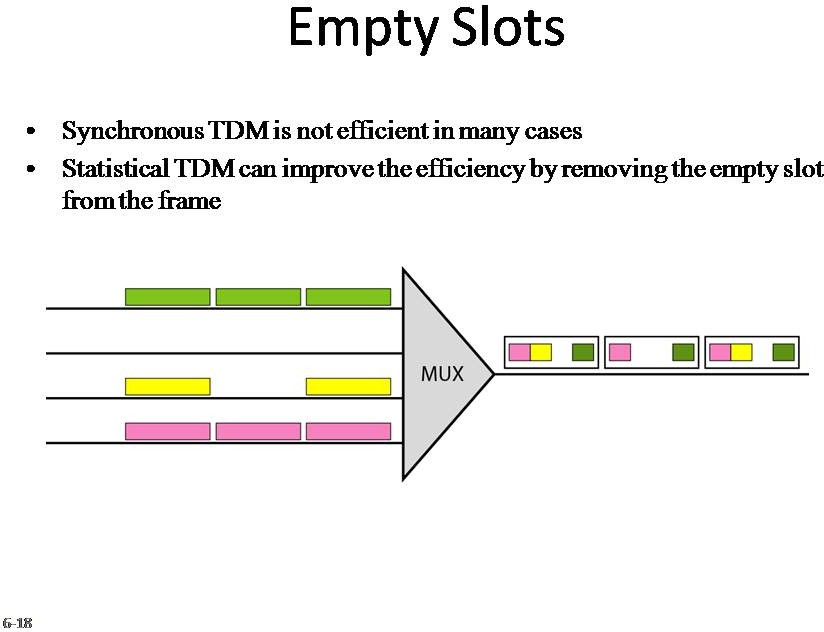 Empty Slots
• Synchronous TDM is not efficient in many cases
• Statistical TDM can improve the efficiency by removing the empty slot
from the frame
MUX
6-18